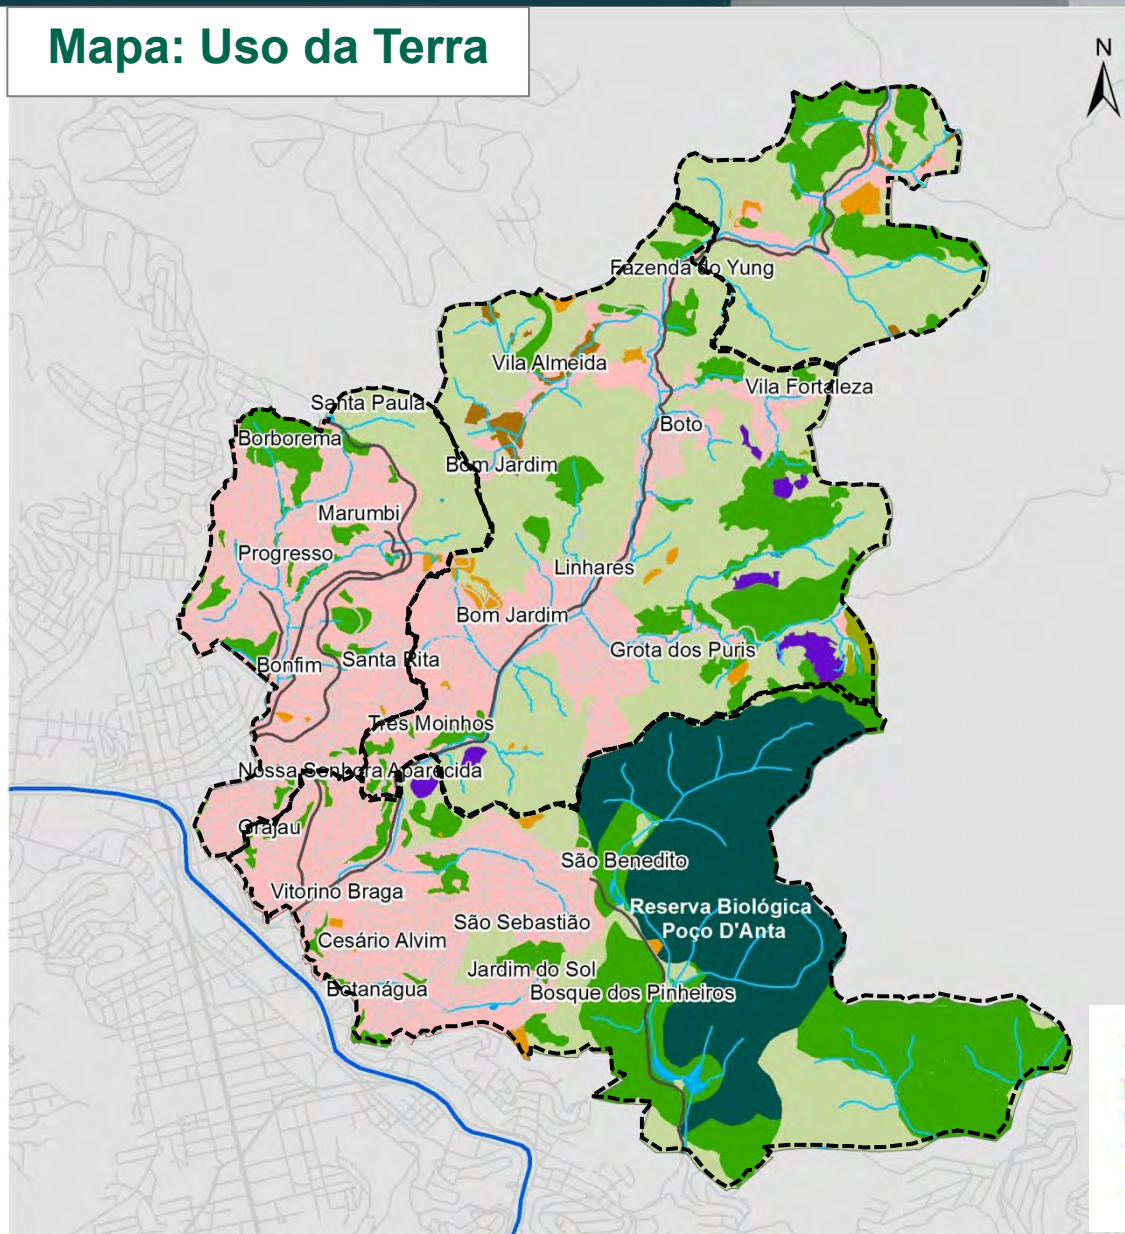 Mapa: Uso da Terra
N
Fazenda do Yung
Vila Almeida
Vila Fortaleza
Santa Paula
Boto
Borborema
Bom Jardim
Marumbi
Progresso
Linhares
Bom Jardim
Grota dos Puris
Bonfim
Santa Rita
Três Moinhos
Nossa Senhora Aparecida
Grajau
São Benedito
Vitorino Braga
Reserva Biológica
Poço D'Anta
São Sebastião
Cesário Alvim
Jardim do Sol
Botanágua
Bosque dos Pinheiros